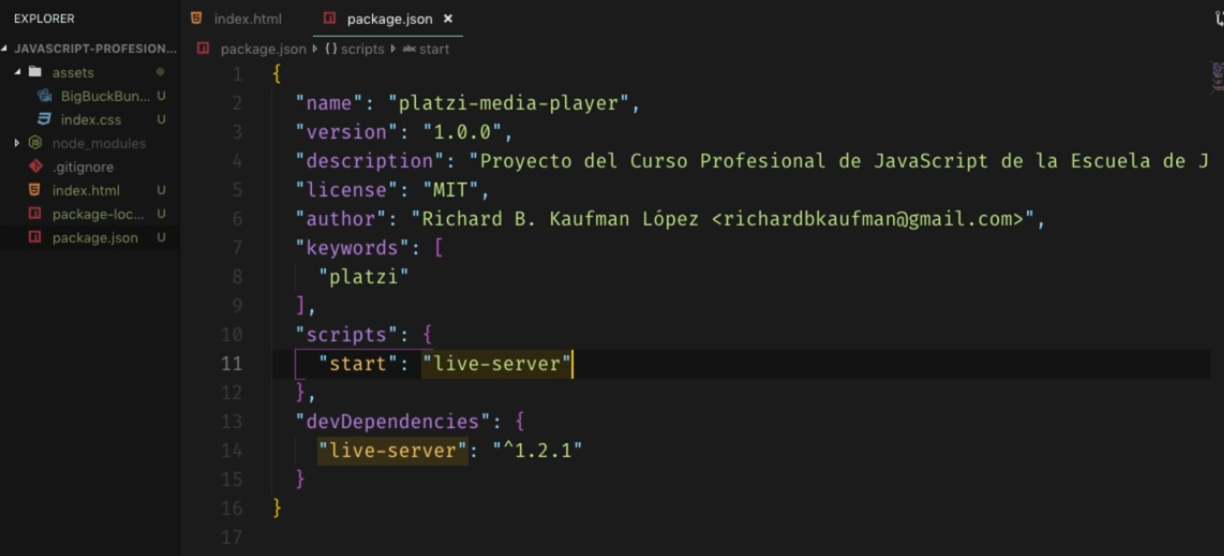 EXPLORER
index.html
package.json ×
JAVASCRIPT-PROFESION...
package.json {} scripts abc start
assets
BigBuckBun... U
index.css U
node_modules
.gitignore
index.html U
package-loc... U
package.json U
1 {
2 "name": "platzi-media-player",
3 "version": "1.0.0",
4 "description": "Proyecto del Curso Profesional de JavaScript de la Escuela de J
5 "license": "MIT",
6 "author": "Richard B. Kaufman López <richardbkaufman@gmail.com>",
7 "keywords": [
8 "platzi"
9 ],
10 "scripts": {
11 "start": "live-server"
12 },
13 "devDependencies": {
14 "live-server": "^1.2.1"
15 }
16 }
17